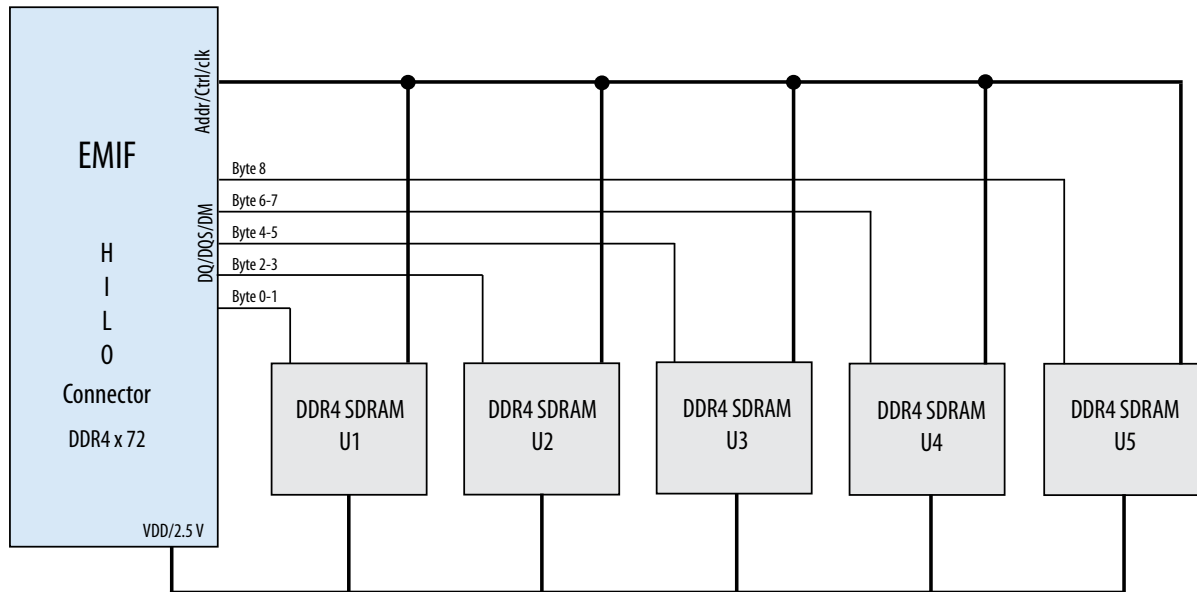 Addr/Ctrl/clk
EMIF
Byte 8
Byte 6-7
Byte 4-5
Byte 2-3
Byte 0-1
DQ/DQS/DM
H
I
L
O
Connector
DDR4 x 72
VDD/2.5 V
DDR4 SDRAM
U1
DDR4 SDRAM
U2
DDR4 SDRAM
U3
DDR4 SDRAM
U4
DDR4 SDRAM
U5